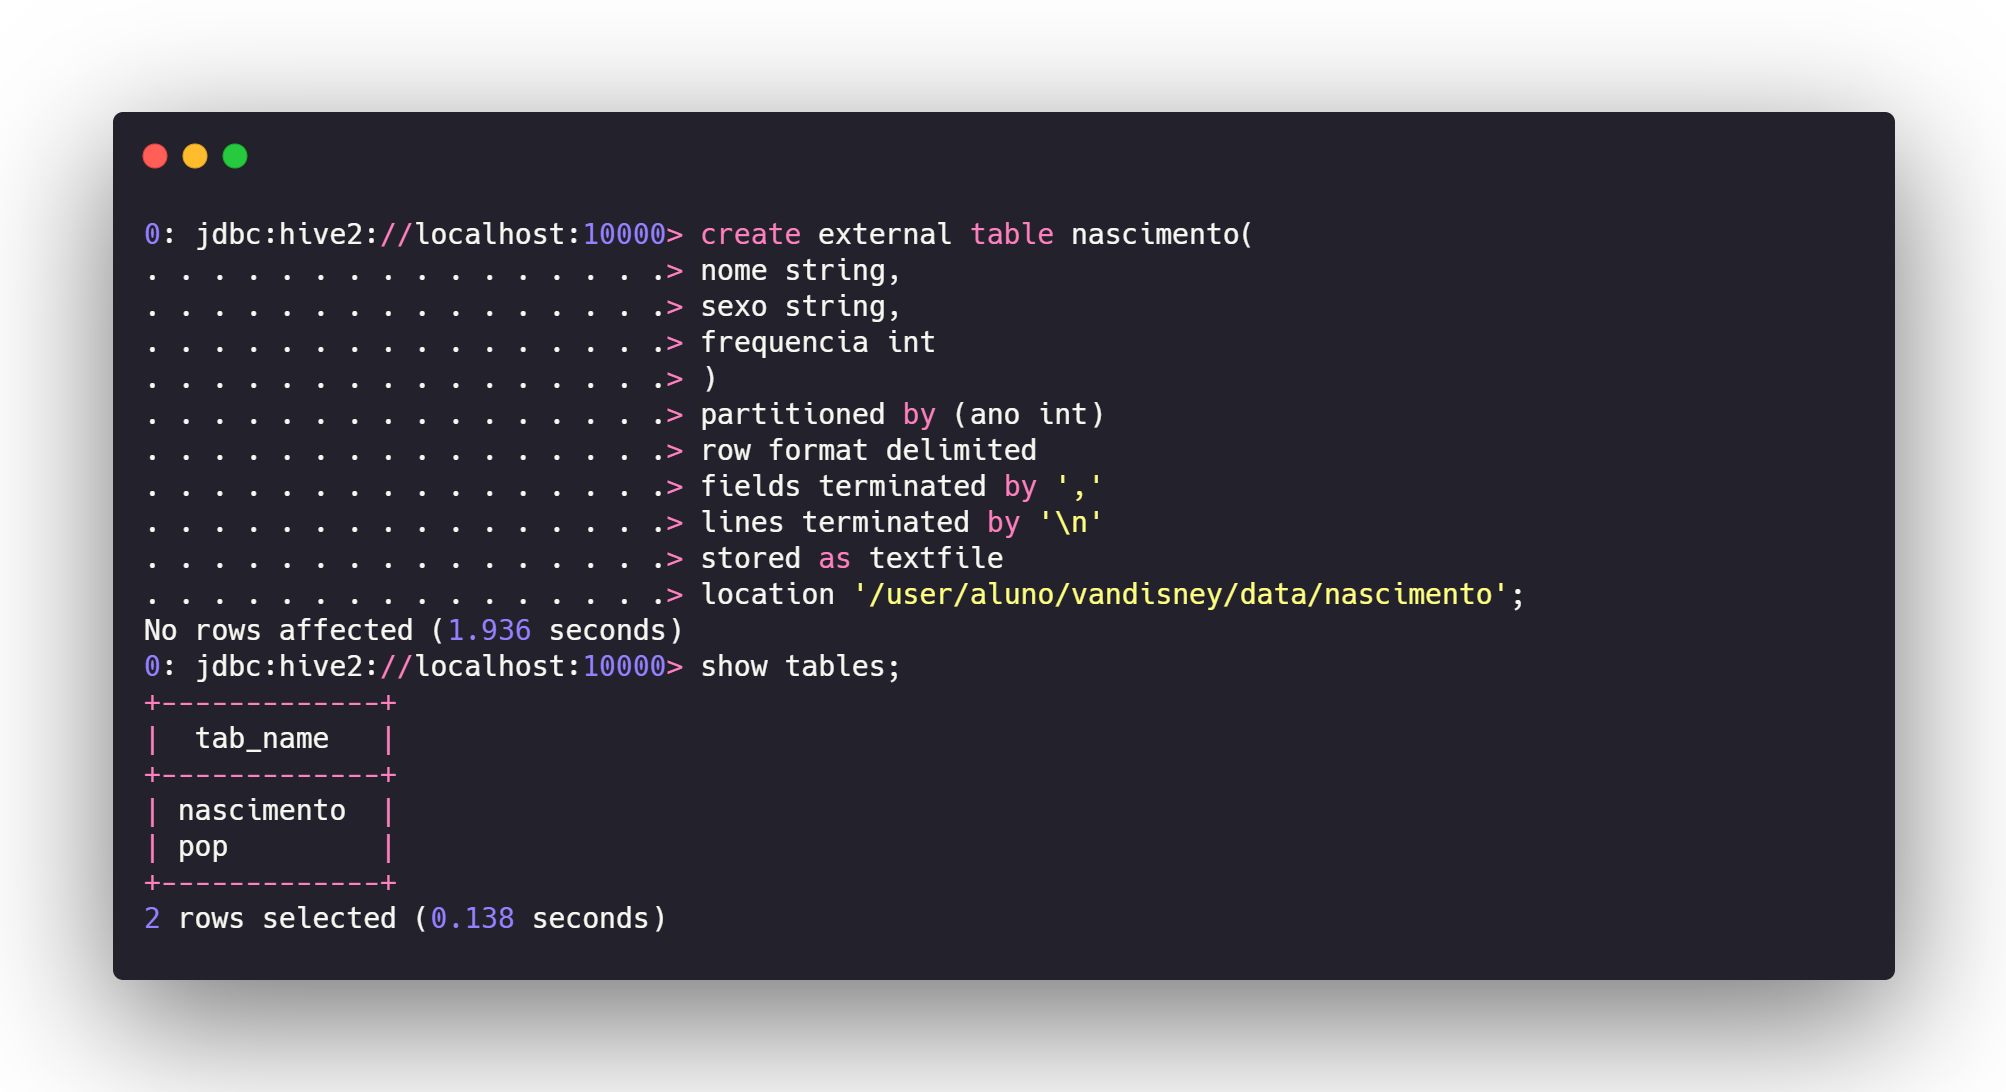 0: jdbc:hive2://localhost:10000> create external table nascimento(
. . . . . . . . . . . . . . . .> nome string,
. . . . . . . . . . . . . . . .> sexo string,
. . . . . . . . . . . . . . . .> frequencia int
. . . . . . . . . . . . . . . .> )
. . . . . . . . . . . . . . . .> partitioned by (ano int)
. . . . . . . . . . . . . . . .> row format delimited
. . . . . . . . . . . . . . . .> fields terminated by ','
. . . . . . . . . . . . . . . .> lines terminated by '\n'
. . . . . . . . . . . . . . . .> stored as textfile
. . . . . . . . . . . . . . . .> location '/user/aluno/vandisney/data/nascimento';
No rows affected (1.936 seconds)
0: jdbc:hive2://localhost:10000> show tables;
+-------------+
|  tab_name   |
+-------------+
| nascimento  |
| pop         |
+-------------+
2 rows selected (0.138 seconds)